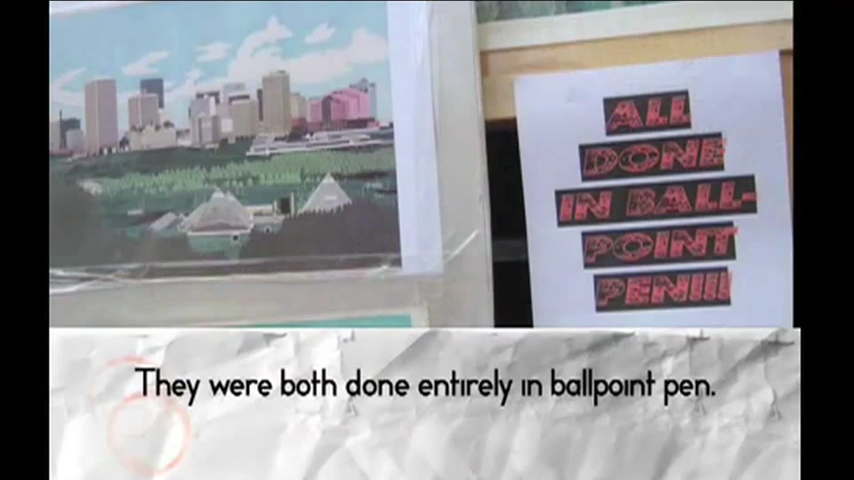 ALL
DONE
IN BALL-
POINT
PEN!!!
They were both done entirely in ballpoint pen.